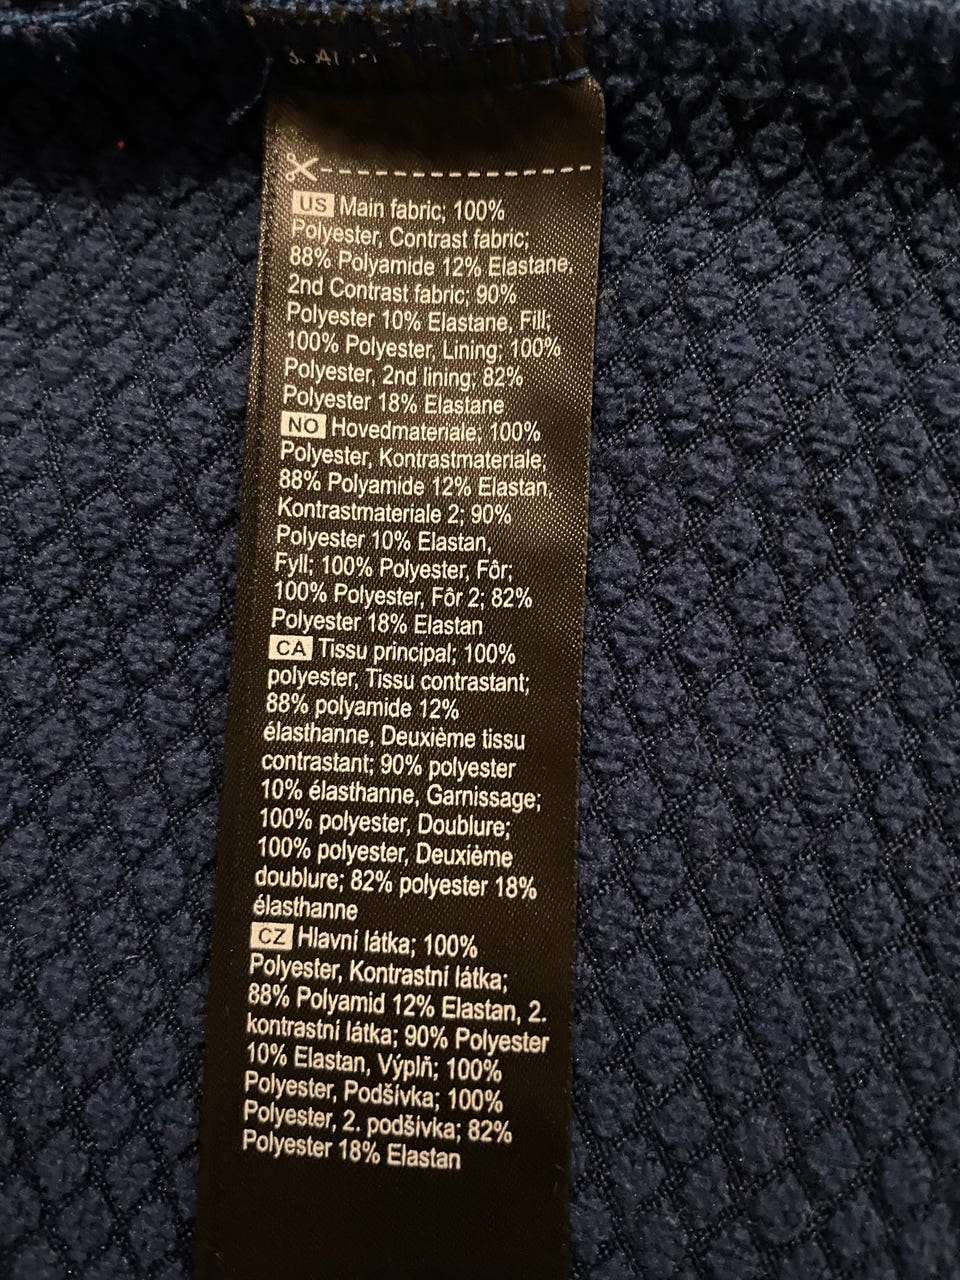 US Main fabric; 100%
Polyester, Contrast fabric;
88% Polyamide 12% Elastane,
2nd Contrast fabric; 90%
Polyester 10% Elastane, Fill;
100% Polyester, Lining; 100%
Polyester, 2nd lining; 82%
Polyester 18% Elastane
NO Hovedmateriale; 100%
Polyester, Kontrastmateriale;
88% Polyamide 12% Elastan,
Kontrastmateriale 2; 90%
Polyester 10% Elastan,
Fyll; 100% Polyester, Fôr;
100% Polyester, Fôr 2; 82%
Polyester 18% Elastan
CA Tissu principal; 100%
polyester, Tissu contrastant;
88% polyamide 12%
élasthanne, Deuxième tissu
contrastant; 90% polyester
10% élasthanne, Garnissage;
100% polyester, Doublure;
100% polyester, Deuxième
doublure; 82% polyester 18%
élasthanne
CZ Hlavní látka; 100%
Polyester, Kontrastní látka;
88% Polyamid 12% Elastan, 2.
kontrastní látka; 90% Polyester
10% Elastan, Výplň; 100%
Polyester, Podšívka; 100%
Polyester, 2. podšívka; 82%
Polyester 18% Elastan